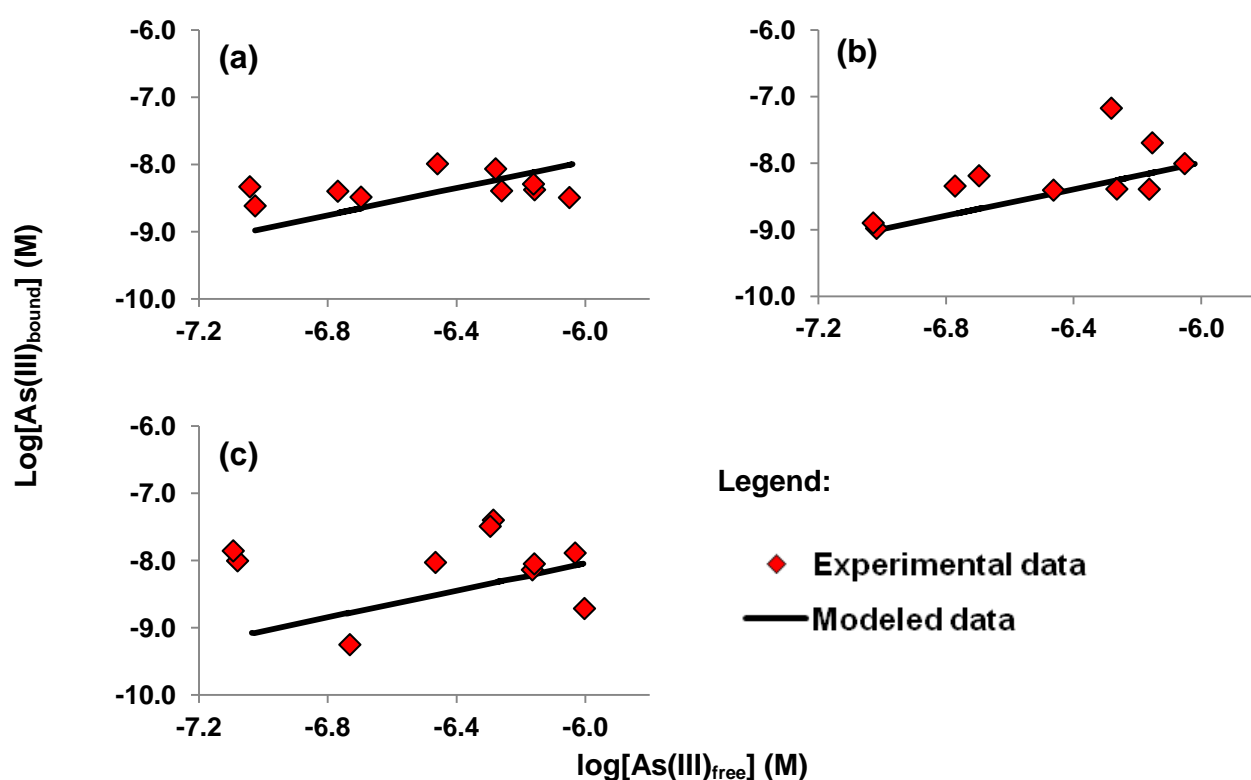 (a)
-6.0
-7.0
-8.0
-9.0
-10.0
-7.2 -6.8 -6.4 -6.0
(b)
-6.0
-7.0
-8.0
-9.0
-10.0
-7.2 -6.8 -6.4 -6.0
Log[As(III)bound] (M)
(c)
-6.0
-7.0
-8.0
-9.0
-10.0
-7.2 -6.8 -6.4 -6.0
log[As(III)free] (M)
Legend:
Experimental data
Modeled data